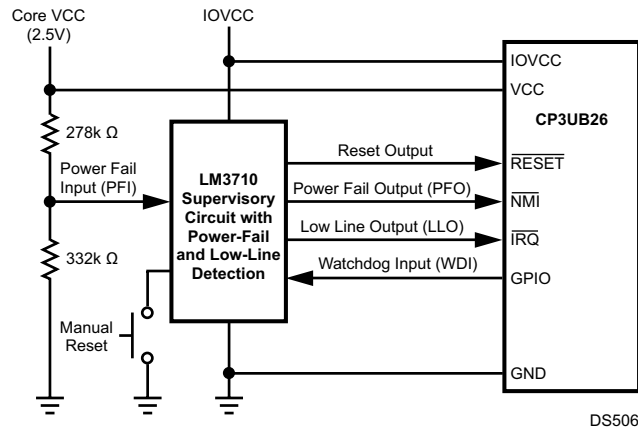 Core VCC
(2.5V)
IOVCC
IOVCC
VCC
CP3UB26
278k Ω
Power Fail
Input (PFI)
LM3710
Supervisory
Circuit with
Power-Fail
and Low-Line
Detection
Reset Output
RESET
Power Fail Output (PFO)
NMI
Low Line Output (LLO)
IRQ
Watchdog Input (WDI)
GPIO
332k Ω
Manual
Reset
GND
DS506